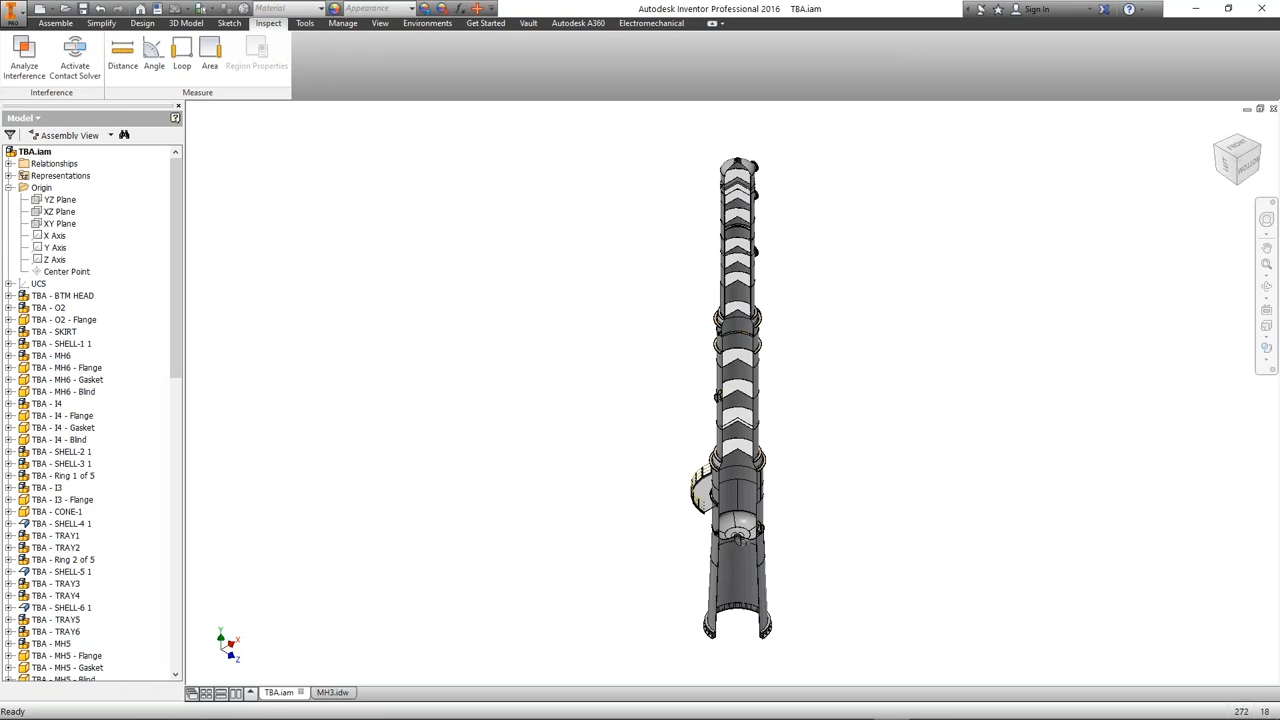 Material
Appearance
Autodesk Inventor Professional 2016 TBA.iam
Sign In
PRO
Assembly Simplify Design 3D Model Sketch Inspect Tools Manage View Environments Get Started Vault Autodesk A360 Electromechanical
Analyze Interference
Activate Contact Solver
Distance
Angle
Loop
Area
Region Properties
Interference
Measure
Model
Assembly View
TBA.iam
Relationships
Representations
Origin
YZ Plane
XZ Plane
XY Plane
X Axis
Y Axis
Z Axis
Center Point
UCS
TBA - BTM HEAD
TBA - O2
TBA - O2 - Flange
TBA - SKIRT
TBA - SHELL-1 1
TBA - MH6
TBA - MH6 - Flange
TBA - MH6 - Gasket
TBA - MH6 - Blind
TBA - I4
TBA - I4 - Flange
TBA - I4 - Gasket
TBA - I4 - Blind
TBA - SHELL-2 1
TBA - SHELL-3 1
TBA - Ring 1 of 5
TBA - I3
TBA - I3 - Flange
TBA - CONE-1
TBA - SHELL-4 1
TBA - TRAY1
TBA - TRAY2
TBA - Ring 2 of 5
TBA - SHELL-5 1
TBA - TRAY3
TBA - TRAY4
TBA - SHELL-6 1
TBA - TRAY5
TBA - TRAY6
TBA - MH5
TBA - MH5 - Flange
TBA - MH5 - Gasket
TBA - MH5 - Blind
FRONT
BOTTOM
Y
X
Z
TBA.iam
MH3.idw
Ready
272 18